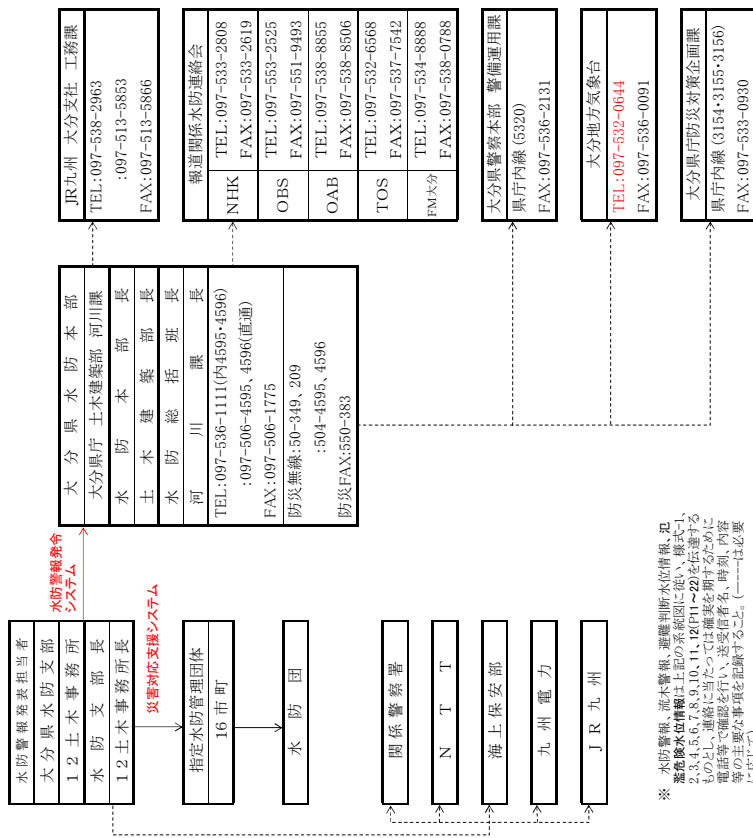 水防警報発表担当者
大分県水防支部
12土木事務所
水防支部長
12土木事務所長
水防警報発令
システム
災害対応支援システム
指定水防管理団体
16市町
水防団
関係警察署
NTT
海上保安部
九州電力
JR九州
大分県水防本部
大分県庁 土木建築部 河川課
水防本部長
土木建築部長
水防総括班長
河川課長
TEL:097-536-1111(内4595・4596)
:097-506-4595、4596(直通)
FAX:097-506-1775
防災無線:50-349、209
:504-4595、4596
防災FAX:550-383
JR九州 大分支社 工務課
TEL:097-538-2963
:097-513-5853
FAX:097-513-5866
報道関係水防連絡会
NHK
TEL:097-533-2808
FAX:097-533-2619
OBS
TEL:097-553-2525
FAX:097-551-9493
OAB
TEL:097-538-8855
FAX:097-538-8506
TOS
TEL:097-532-6568
FAX:097-537-7542
FM大分
TEL:097-534-8888
FAX:097-538-0788
大分県警察本部 警備運用課
県庁内線(5320)
FAX:097-536-2131
大分地方気象台
TEL:097-532-0644
FAX:097-536-0091
大分県庁防災対策企画課
県庁内線(3154・3155・3156)
FAX:097-533-0930
※ 水防警報、流木警報、避難判断水位情報、氾
濫危険水位情報は上記の系統図に従い、様式-1、
2、3、4、5、6、7、8、9、10、11、12(P11~22)を伝達する
ものとし、連絡に当たっては確実を期するために
電話等で確認を行い、送受信者名、時刻、内容
等の主要な事項を記録すること。(----は必要
に応じて)